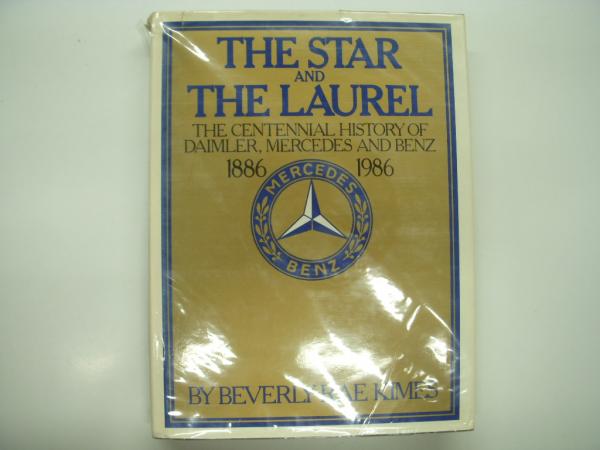 THE STAR
AND
THE LAUREL
THE CENTENNIAL HISTORY OF
DAIMLER, MERCEDES AND BENZ
1886 1986
MERCEDES
BENZ
BY BEVERLY RAE KIMES